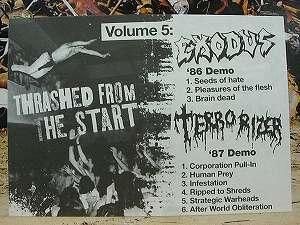 Volume 5:
THRASHED FROM
THE START
EXODUS
'86 Demo
1. Seeds of hate
2. Pleasures of the flesh
3. Brain dead
TERRORIZER
'87 Demo
1. Corporation Pull-In
2. Human Prey
3. Infestation
4. Ripped to Shreds
5. Strategic Warheads
6. After World Obliteration